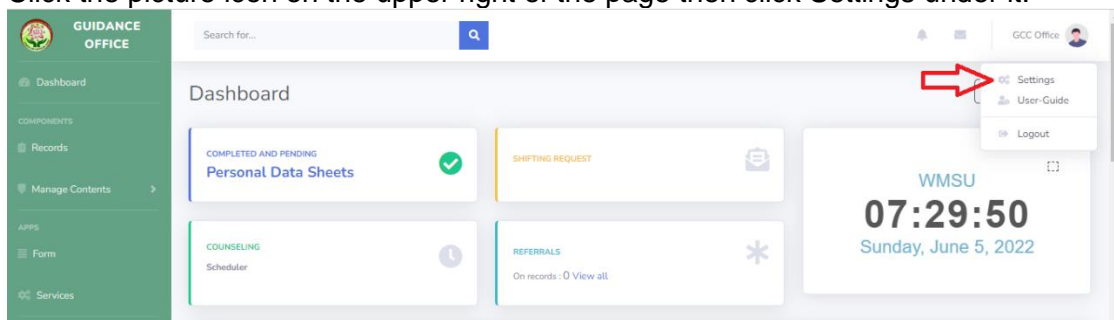 Click the picture icon on the upper right of the page then click Settings under it.
GUIDANCE
OFFICE
Search for...
GCC Office
Dashboard
Settings
User-Guide
Logout
Dashboard
COMPONENTS
Records
Manage Contents
APPS
Form
Services
COMPLETED AND PENDING
Personal Data Sheets
SHIFTING REQUEST
COUNSELING
Scheduler
REFERRALS
On records : 0 View all
WMSU
07:29:50
Sunday, June 5, 2022